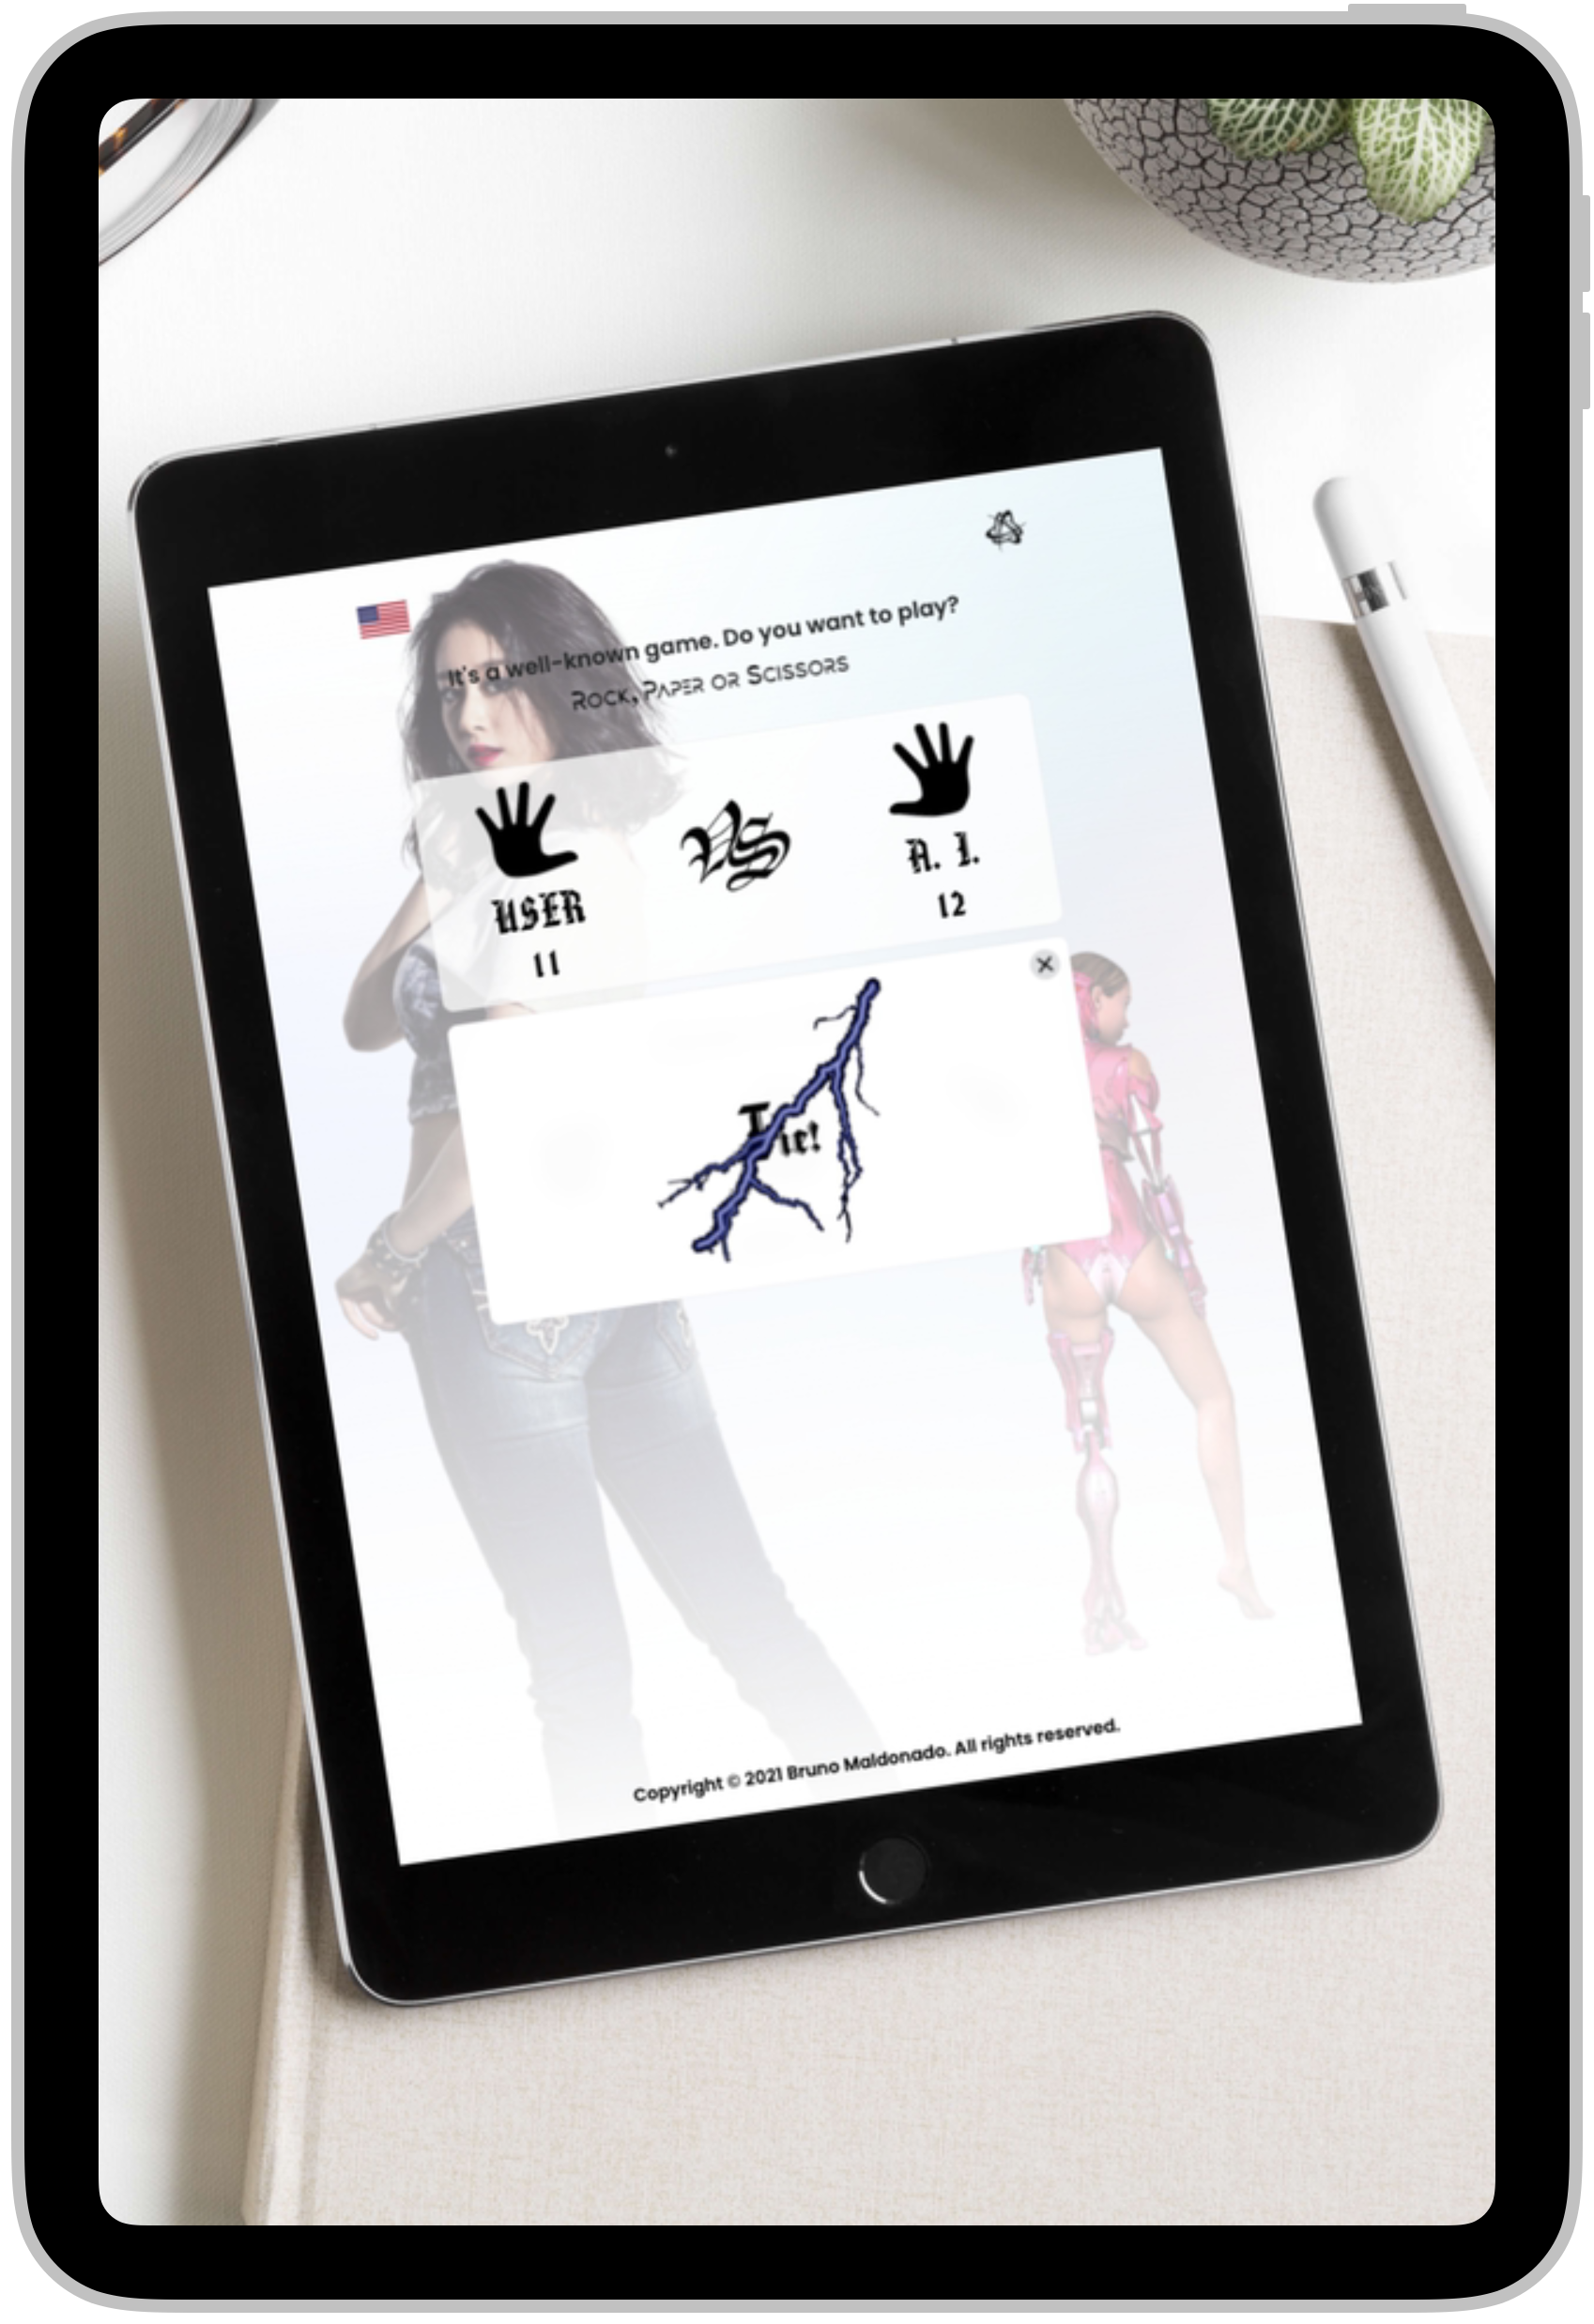 It's a well-known game. Do you want to play?
Rock, Paper or Scissors
VS
USER
11
A. I.
12
Tie!
Copyright © 2021 Bruno Maldonado. All rights reserved.